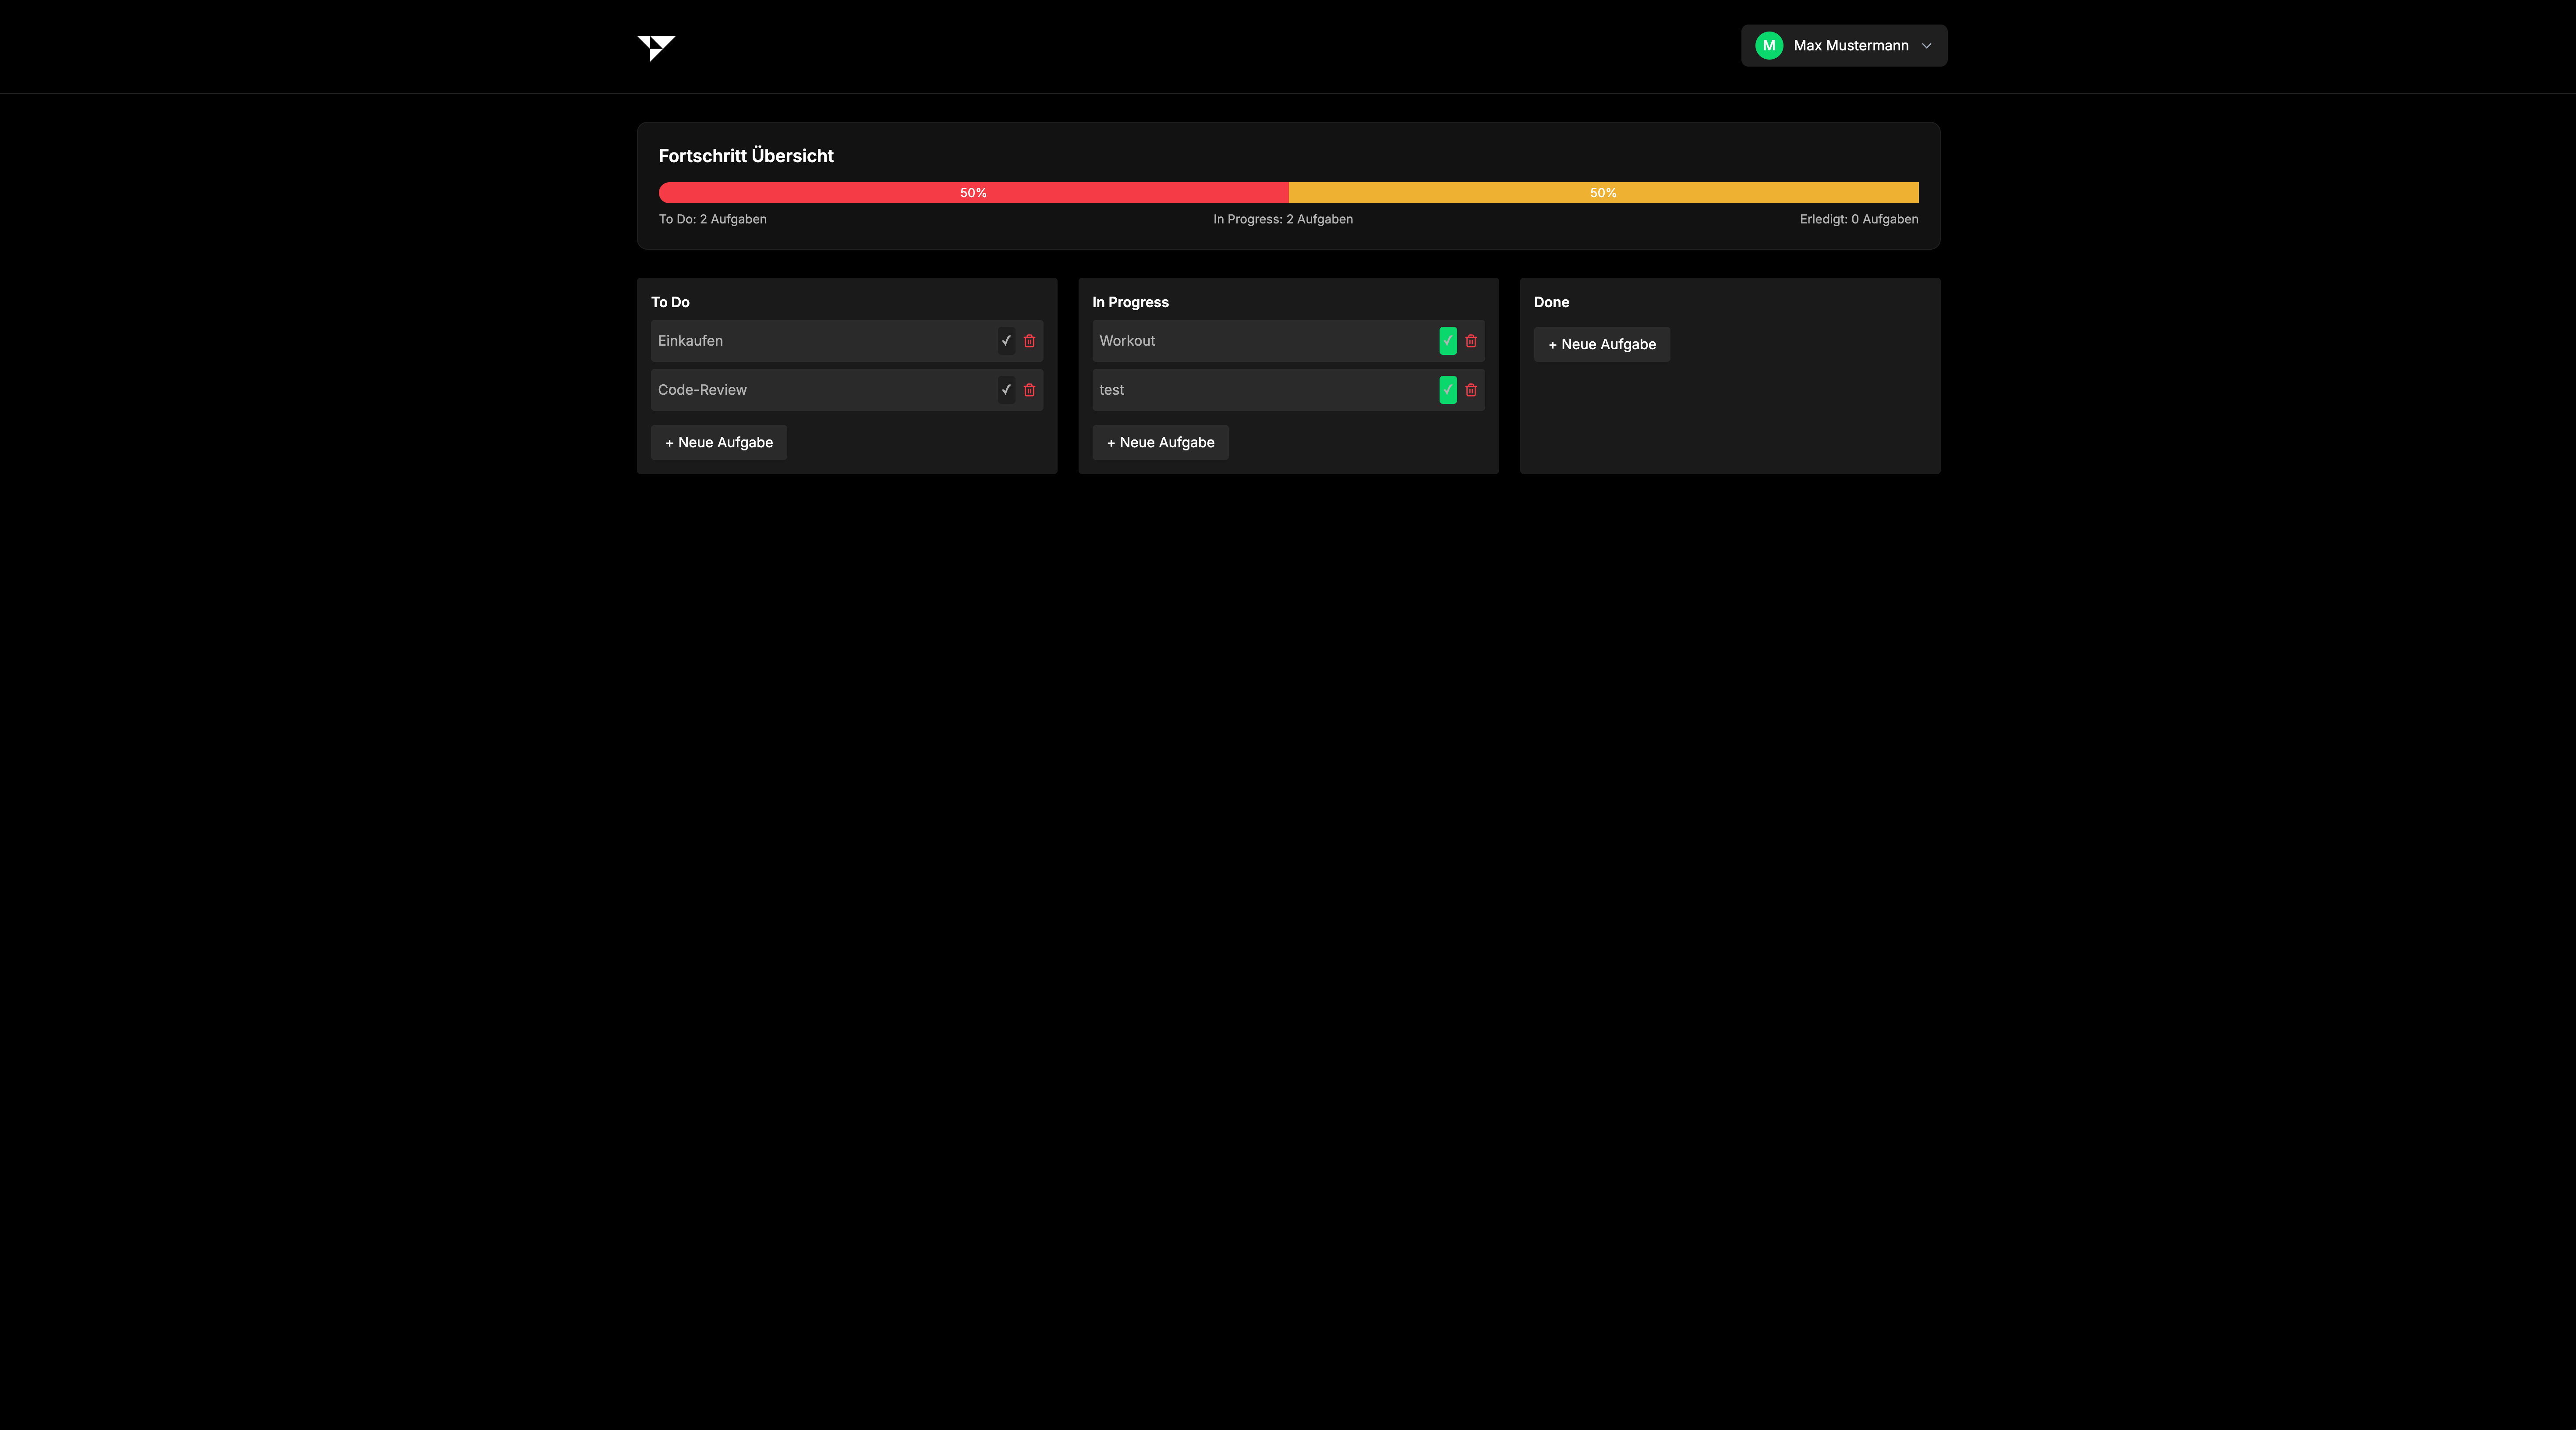 M Max Mustermann
Fortschritt Übersicht
50% 50%
To Do: 2 Aufgaben In Progress: 2 Aufgaben Erledigt: 0 Aufgaben
To Do
Einkaufen
Code-Review
+ Neue Aufgabe
In Progress
Workout
test
+ Neue Aufgabe
Done
+ Neue Aufgabe